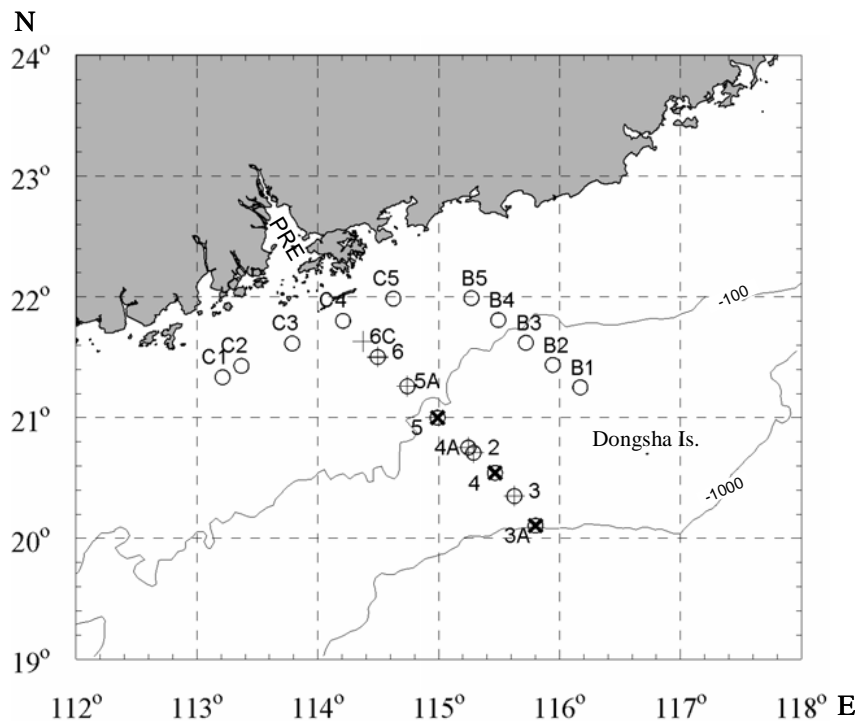 N
24°
23°
PRE
C5
B5
22°
C4
B4
-100
C3
B3
6C
C1
C2
6
B2
5A
B1
21°
5
Dongsha Is.
4A
2
4
3
-1000
20°
3A
19°
112°
113°
114°
115°
116°
117°
118°
E